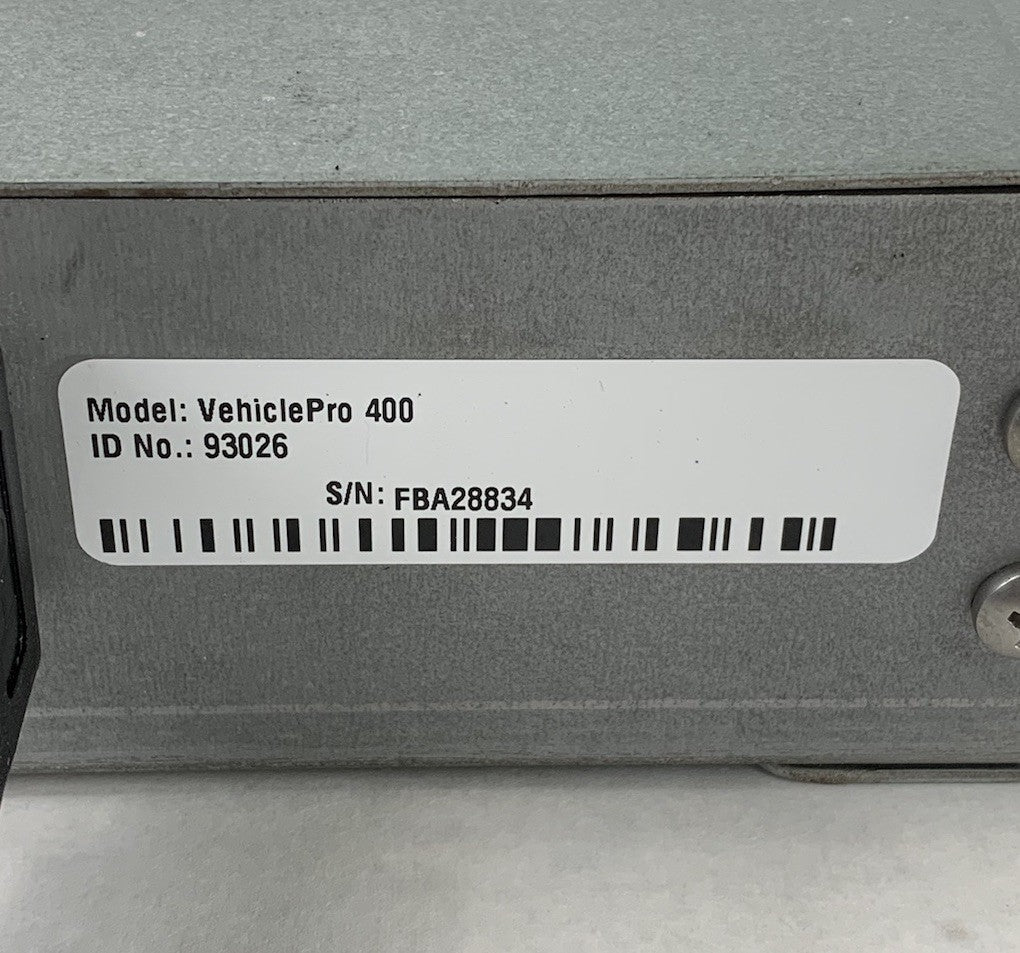 Model: VehiclePro 400
ID No.: 93026
S/N: FBA28834